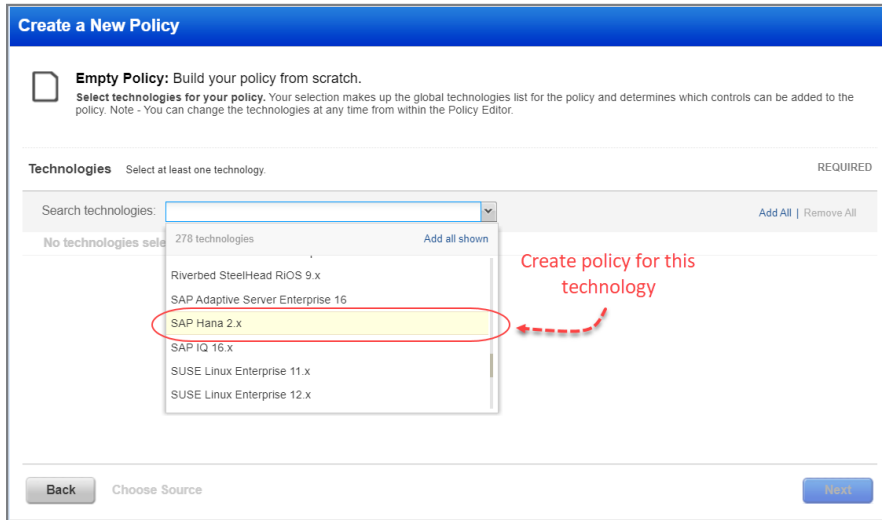 Create a New Policy
Empty Policy: Build your policy from scratch.
Select technologies for your policy. Your selection makes up the global technologies list for the policy and determines which controls can be added to the
policy. Note - You can change the technologies at any time from within the Policy Editor.
Technologies Select at least one technology. REQUIRED
Search technologies: Add All | Remove All
No technologies sele
278 technologies Add all shown
Riverbed SteelHead RiOS 9.x
SAP Adaptive Server Enterprise 16
SAP Hana 2.x
SAP IQ 16.x
SUSE Linux Enterprise 11.x
SUSE Linux Enterprise 12.x
Create policy for this
technology
Back Choose Source Next